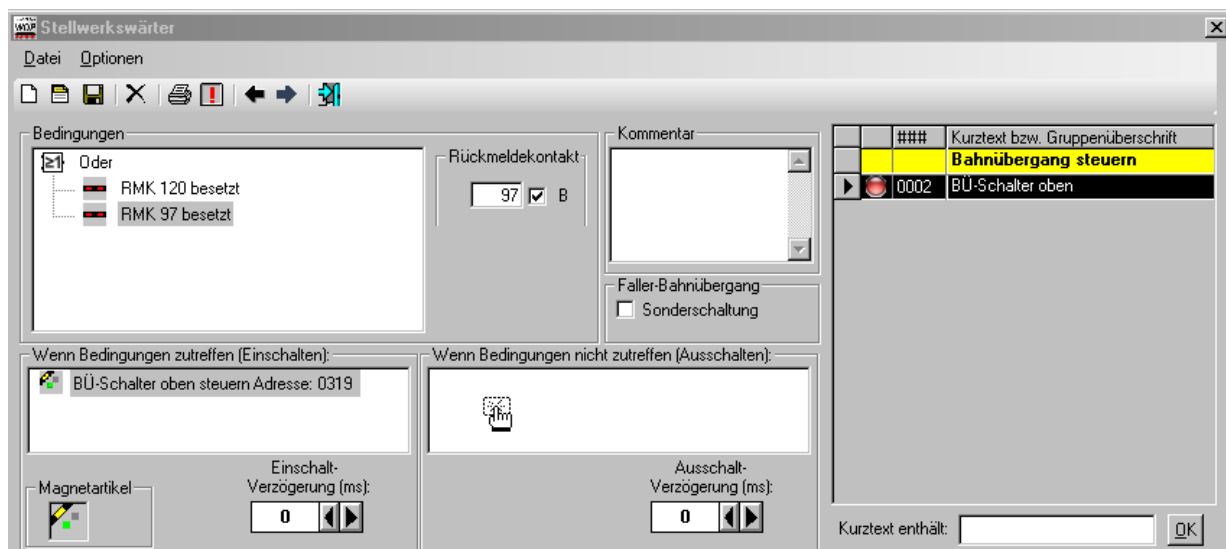 Stellwerkswärter
Datei Optionen
Bedingungen
≥1 Oder
RMK 120 besetzt
RMK 97 besetzt
Rückmeldekontakt
97 B
Kommentar
Faller-Bahnübergang
Sonderschaltung
Wenn Bedingungen zutreffen (Einschalten):
BÜ-Schalter oben steuern Adresse: 0319
Magnetartikel
Einschalt-
Verzögerung (ms):
0
Wenn Bedingungen nicht zutreffen (Ausschalten):
Ausschalt-
Verzögerung (ms):
0
### Kurztext bzw. Gruppenüberschrift
Bahnübergang steuern
0002 BÜ-Schalter oben
Kurztext enthält:
OK